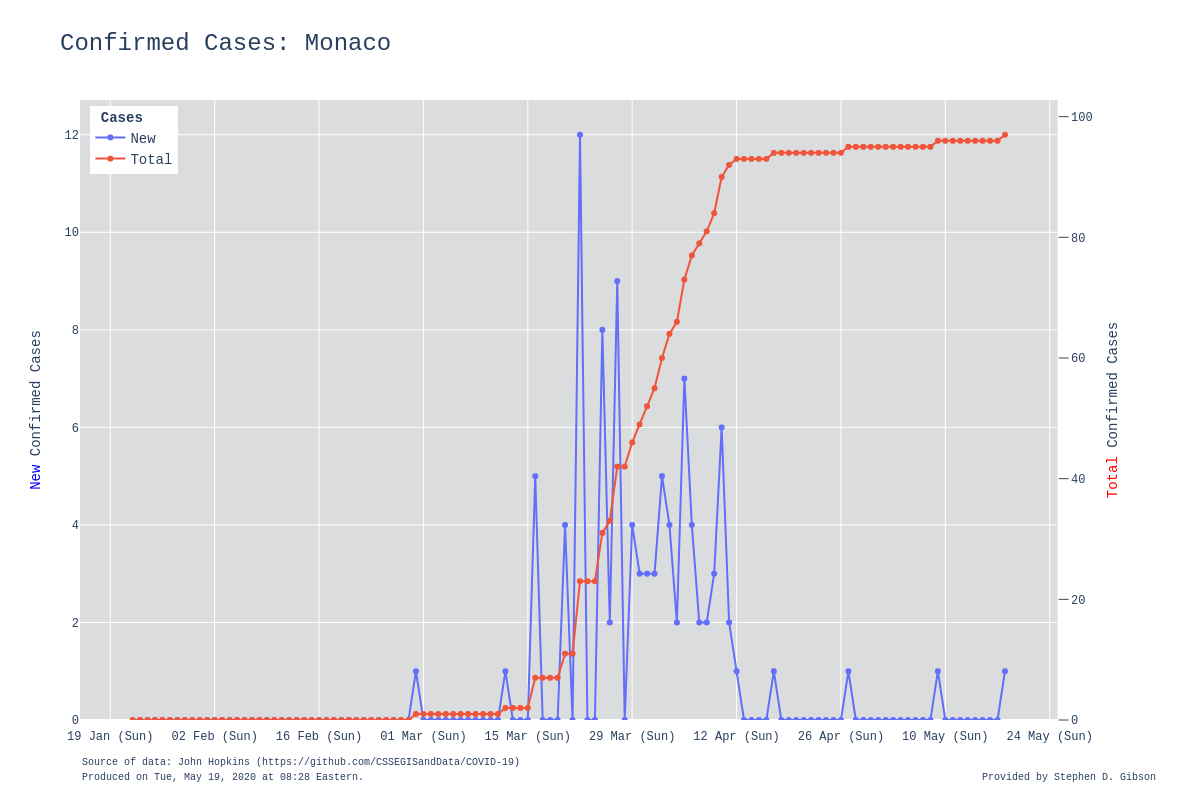 Confirmed Cases: Monaco
Cases
New
Total
12
10
8
6
4
2
0
100
80
60
40
20
0
New Confirmed Cases
Total Confirmed Cases
19 Jan (Sun) 02 Feb (Sun) 16 Feb (Sun) 01 Mar (Sun) 15 Mar (Sun) 29 Mar (Sun) 12 Apr (Sun) 26 Apr (Sun) 10 May (Sun) 24 May (Sun)
Source of data: John Hopkins (https://github.com/CSSEGISandData/COVID-19)
Produced on Tue, May 19, 2020 at 08:28 Eastern.
Provided by Stephen D. Gibson